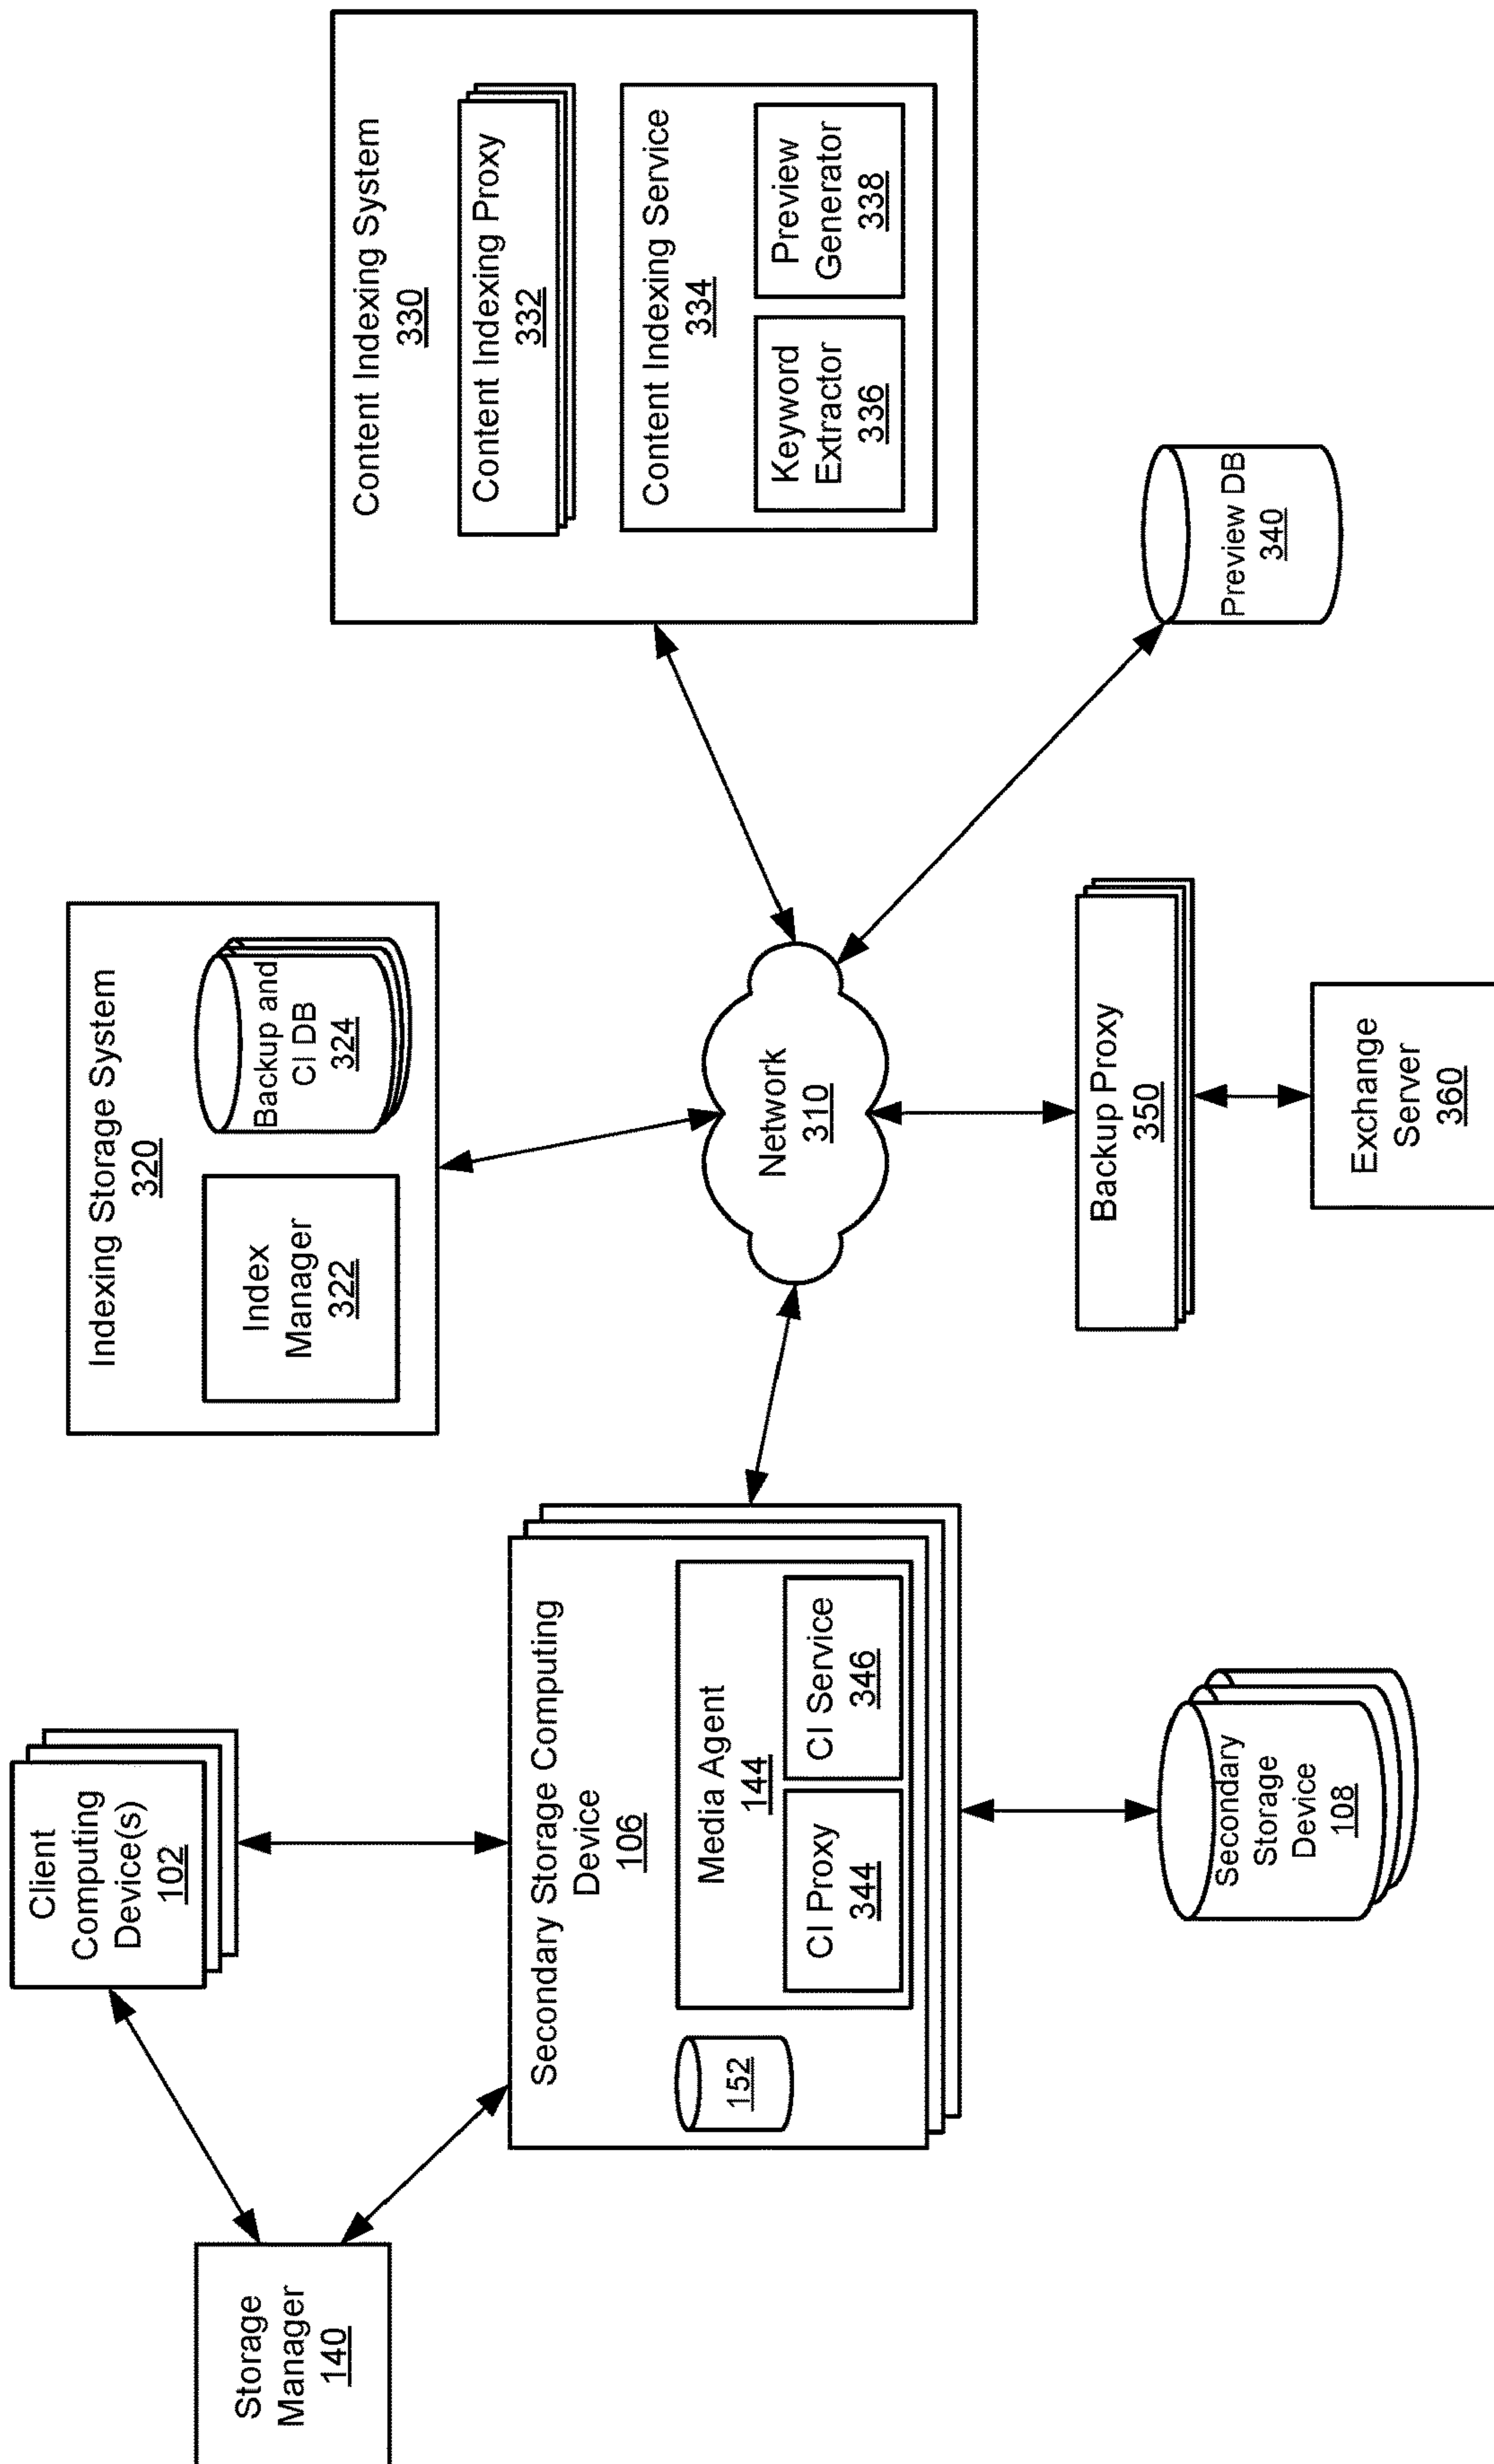 Storage
Manager
140
Client
Computing
Device(s)
102
Secondary Storage Computing
Device
106
152
Media Agent
144
CI Proxy
344
CI Service
346
Secondary
Storage
Device
108
Indexing Storage System
320
Index
Manager
322
Backup and
CI DB
324
Network
310
Backup Proxy
350
Exchange
Server
360
Content Indexing System
330
Content Indexing Proxy
332
Content Indexing Service
334
Keyword
Extractor
336
Preview
Generator
338
Preview DB
340